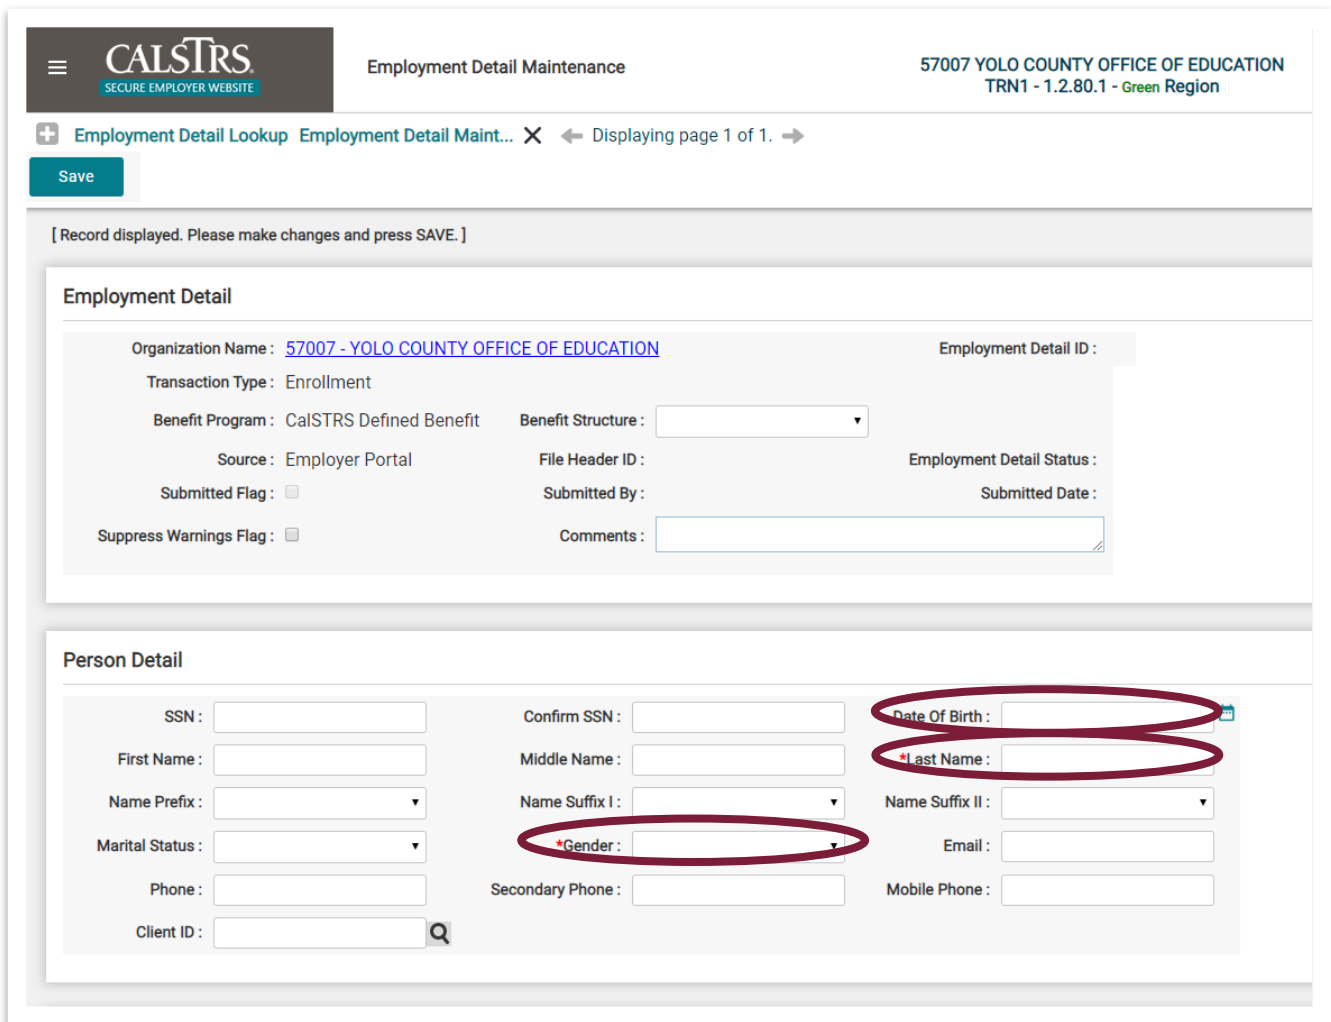 CALSTRS
SECURE EMPLOYER WEBSITE
Employment Detail Maintenance
57007 YOLO COUNTY OFFICE OF EDUCATION
TRN1 - 1.2.80.1 - Green Region
Employment Detail Lookup Employment Detail Maint... Displaying page 1 of 1.
Save
[ Record displayed. Please make changes and press SAVE. ]
Employment Detail
Organization Name : 57007 - YOLO COUNTY OFFICE OF EDUCATION Employment Detail ID :
Transaction Type : Enrollment
Benefit Program : CalSTRS Defined Benefit Benefit Structure :
Source : Employer Portal File Header ID : Employment Detail Status :
Submitted Flag : Submitted By : Submitted Date :
Suppress Warnings Flag : Comments :
Person Detail
SSN : Confirm SSN : Date Of Birth :
First Name : Middle Name : *Last Name :
Name Prefix : Name Suffix I : Name Suffix II :
Marital Status : *Gender : Email :
Phone : Secondary Phone : Mobile Phone :
Client ID :